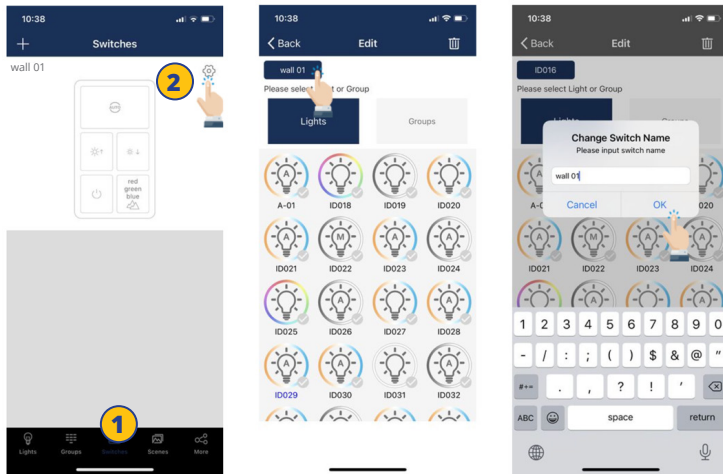 10:38
Switches
wall 01
2
red
green
blue
1
Lights
Groups
Switches
Scenes
More
10:38
Back
Edit
wall 01
Please select Light or Group
Lights
Groups
A-01
ID018
ID019
ID020
ID021
ID022
ID023
ID024
ID025
ID026
ID027
ID028
ID029
ID030
ID031
ID032
10:38
Back
Edit
ID016
Please select Light or Group
Lights
Groups
Change Switch Name
Please input switch name
wall 01
Cancel
OK
020
ID021
ID022
ID023
ID024
1 2 3 4 5 6 7 8 9 0
- / : ; ( ) $ & @ "
#+= . , ? ! '
ABC space return